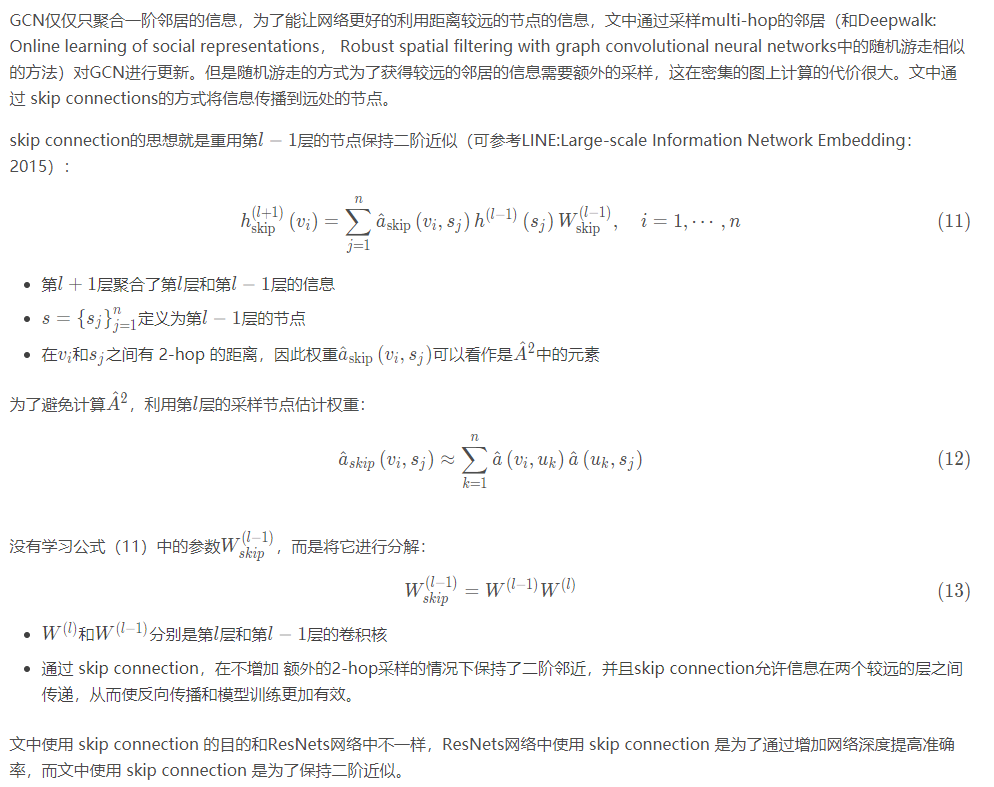 GCN仅仅只聚合一阶邻居的信息，为了能让网络更好的利用距离较远的节点的信息，文中通过采样multi-hop的邻居（和Deepwalk:
Online learning of social representations， Robust spatial filtering with graph convolutional neural networks中的随机游走相似
的方法）对GCN进行更新。但是随机游走的方式为了获得较远的邻居的信息需要额外的采样，这在密集的图上计算的代价很大。文中通
过 skip connections的方式将信息传播到远处的节点。
skip connection的思想就是重用第$l-1$层的节点保持二阶近似（可参考LINE:Large-scale Information Network Embedding：
2015）:
$h_{\text{skip}}^{(l+1)}(v_i)=\sum_{j=1}^{n}\hat{a}_{\text{skip}}(v_i,s_j)h^{(l-1)}(s_j)W_{\text{skip}}^{(l-1)},\quad i=1,\cdots,n$ (11)
• 第$l+1$层聚合了第$l$层和第$l-1$层的信息
• $s=\{s_j\}_{j=1}^{n}$定义为第$l-1$层的节点
• 在$v_i$和$s_j$之间有 2-hop 的距离，因此权重$\hat{a}_{\text{skip}}(v_i,s_j)$可以看作是$\hat{A}^2$中的元素
为了避免计算$\hat{A}^2$，利用第$l$层的采样节点估计权重:
$\hat{a}_{skip}(v_i,s_j)\approx\sum_{k=1}^{n}\hat{a}(v_i,u_k)\hat{a}(u_k,s_j)$ (12)
没有学习公式（11）中的参数$W_{skip}^{(l-1)}$，而是将它进行分解:
$W_{skip}^{(l-1)}=W^{(l-1)}W^{(l)}$ (13)
• $W^{(l)}$和$W^{(l-1)}$分别是第$l$层和第$l-1$层的卷积核
• 通过 skip connection，在不增加 额外的2-hop采样的情况下保持了二阶邻近，并且skip connection允许信息在两个较远的层之间
传递，从而使反向传播和模型训练更加有效。
文中使用 skip connection 的目的和ResNets网络中不一样，ResNets网络中使用 skip connection 是为了通过增加网络深度提高准确
率，而文中使用 skip connection 是为了保持二阶近似。